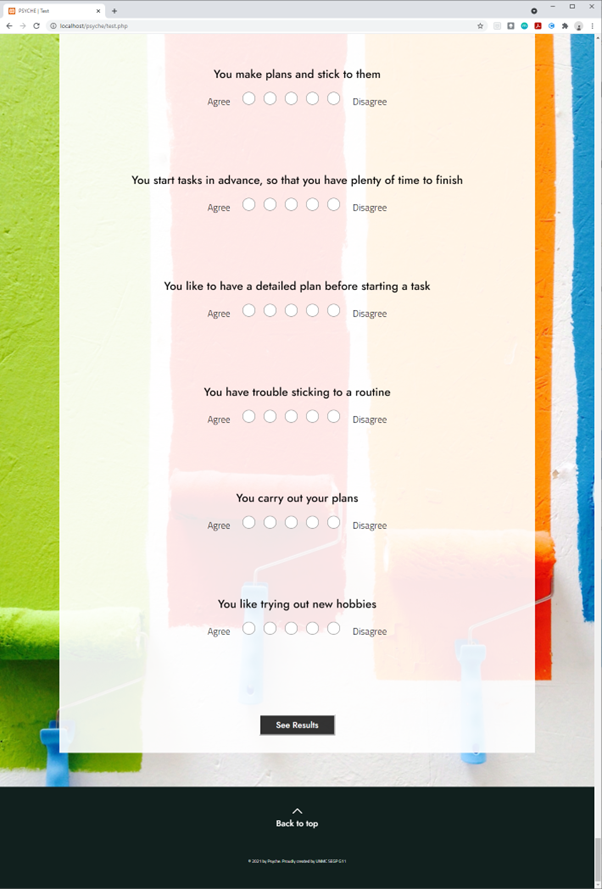 PSYCHE | Test
localhost/psyche/test.php
You make plans and stick to them
Agree Disagree
You start tasks in advance, so that you have plenty of time to finish
Agree Disagree
You like to have a detailed plan before starting a task
Agree Disagree
You have trouble sticking to a routine
Agree Disagree
You carry out your plans
Agree Disagree
You like trying out new hobbies
Agree Disagree
See Results
Back to top
© 2021 by Psyche. Proudly created by UNMC SEGP